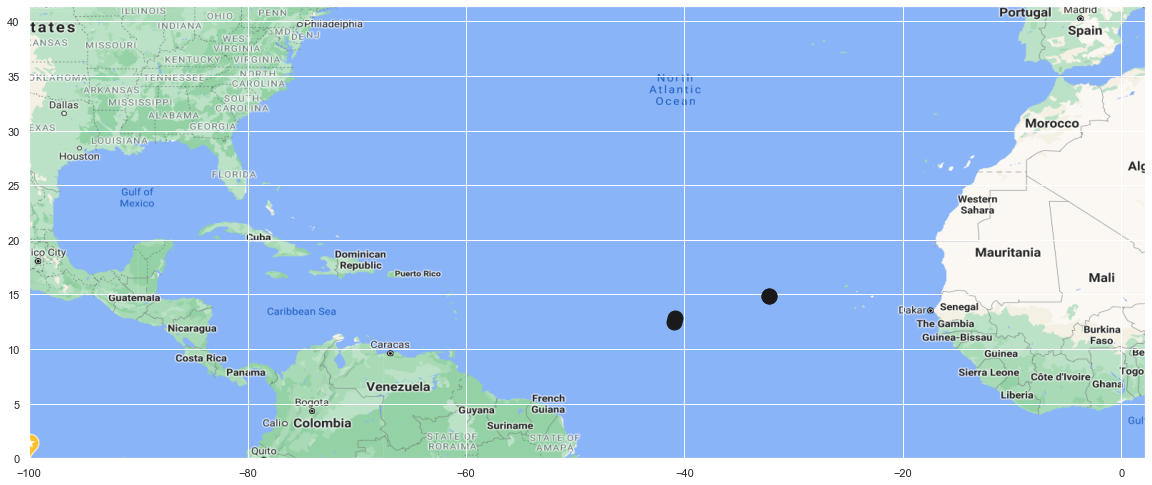 40
35
30
25
20
15
10
5
0
−100
−80
−60
−40
−20
0
ILLINOIS
OHIO
PENN
Philadelphia
tates
INDIANA
MD
DE
NJ
KANSAS
MISSOURI
WEST
VIRGINIA
KENTUCKY
VIRGINIA
OKLAHOMA
TENNESSEE
NORTH
CAROLINA
ARKANSAS
MISSISSIPPI
SOUTH
CAROLINA
Dallas
ALABAMA
GEORGIA
EXAS
LOUISIANA
Houston
FLORIDA
Gulf of
Mexico
Cuba
ico City
Dominican
Republic
Puerto Rico
Guatemala
Caribbean Sea
Nicaragua
Costa Rica
Caracas
Panama
Venezuela
Bogota
Guyana
French
Guiana
Cali
Colombia
Suriname
STATE OF
RORAIMA
STATE OF
AMAPA
Quito
North
Atlantic
Ocean
Portugal
Madrid
Spain
Morocco
Alg
Western
Sahara
Mauritania
Mali
Dakar
Senegal
The Gambia
Guinea-Bissau
Burkina
Faso
Guinea
Be
Sierra Leone
Côte d'Ivoire
Togo
Ghana
Liberia
Gulf